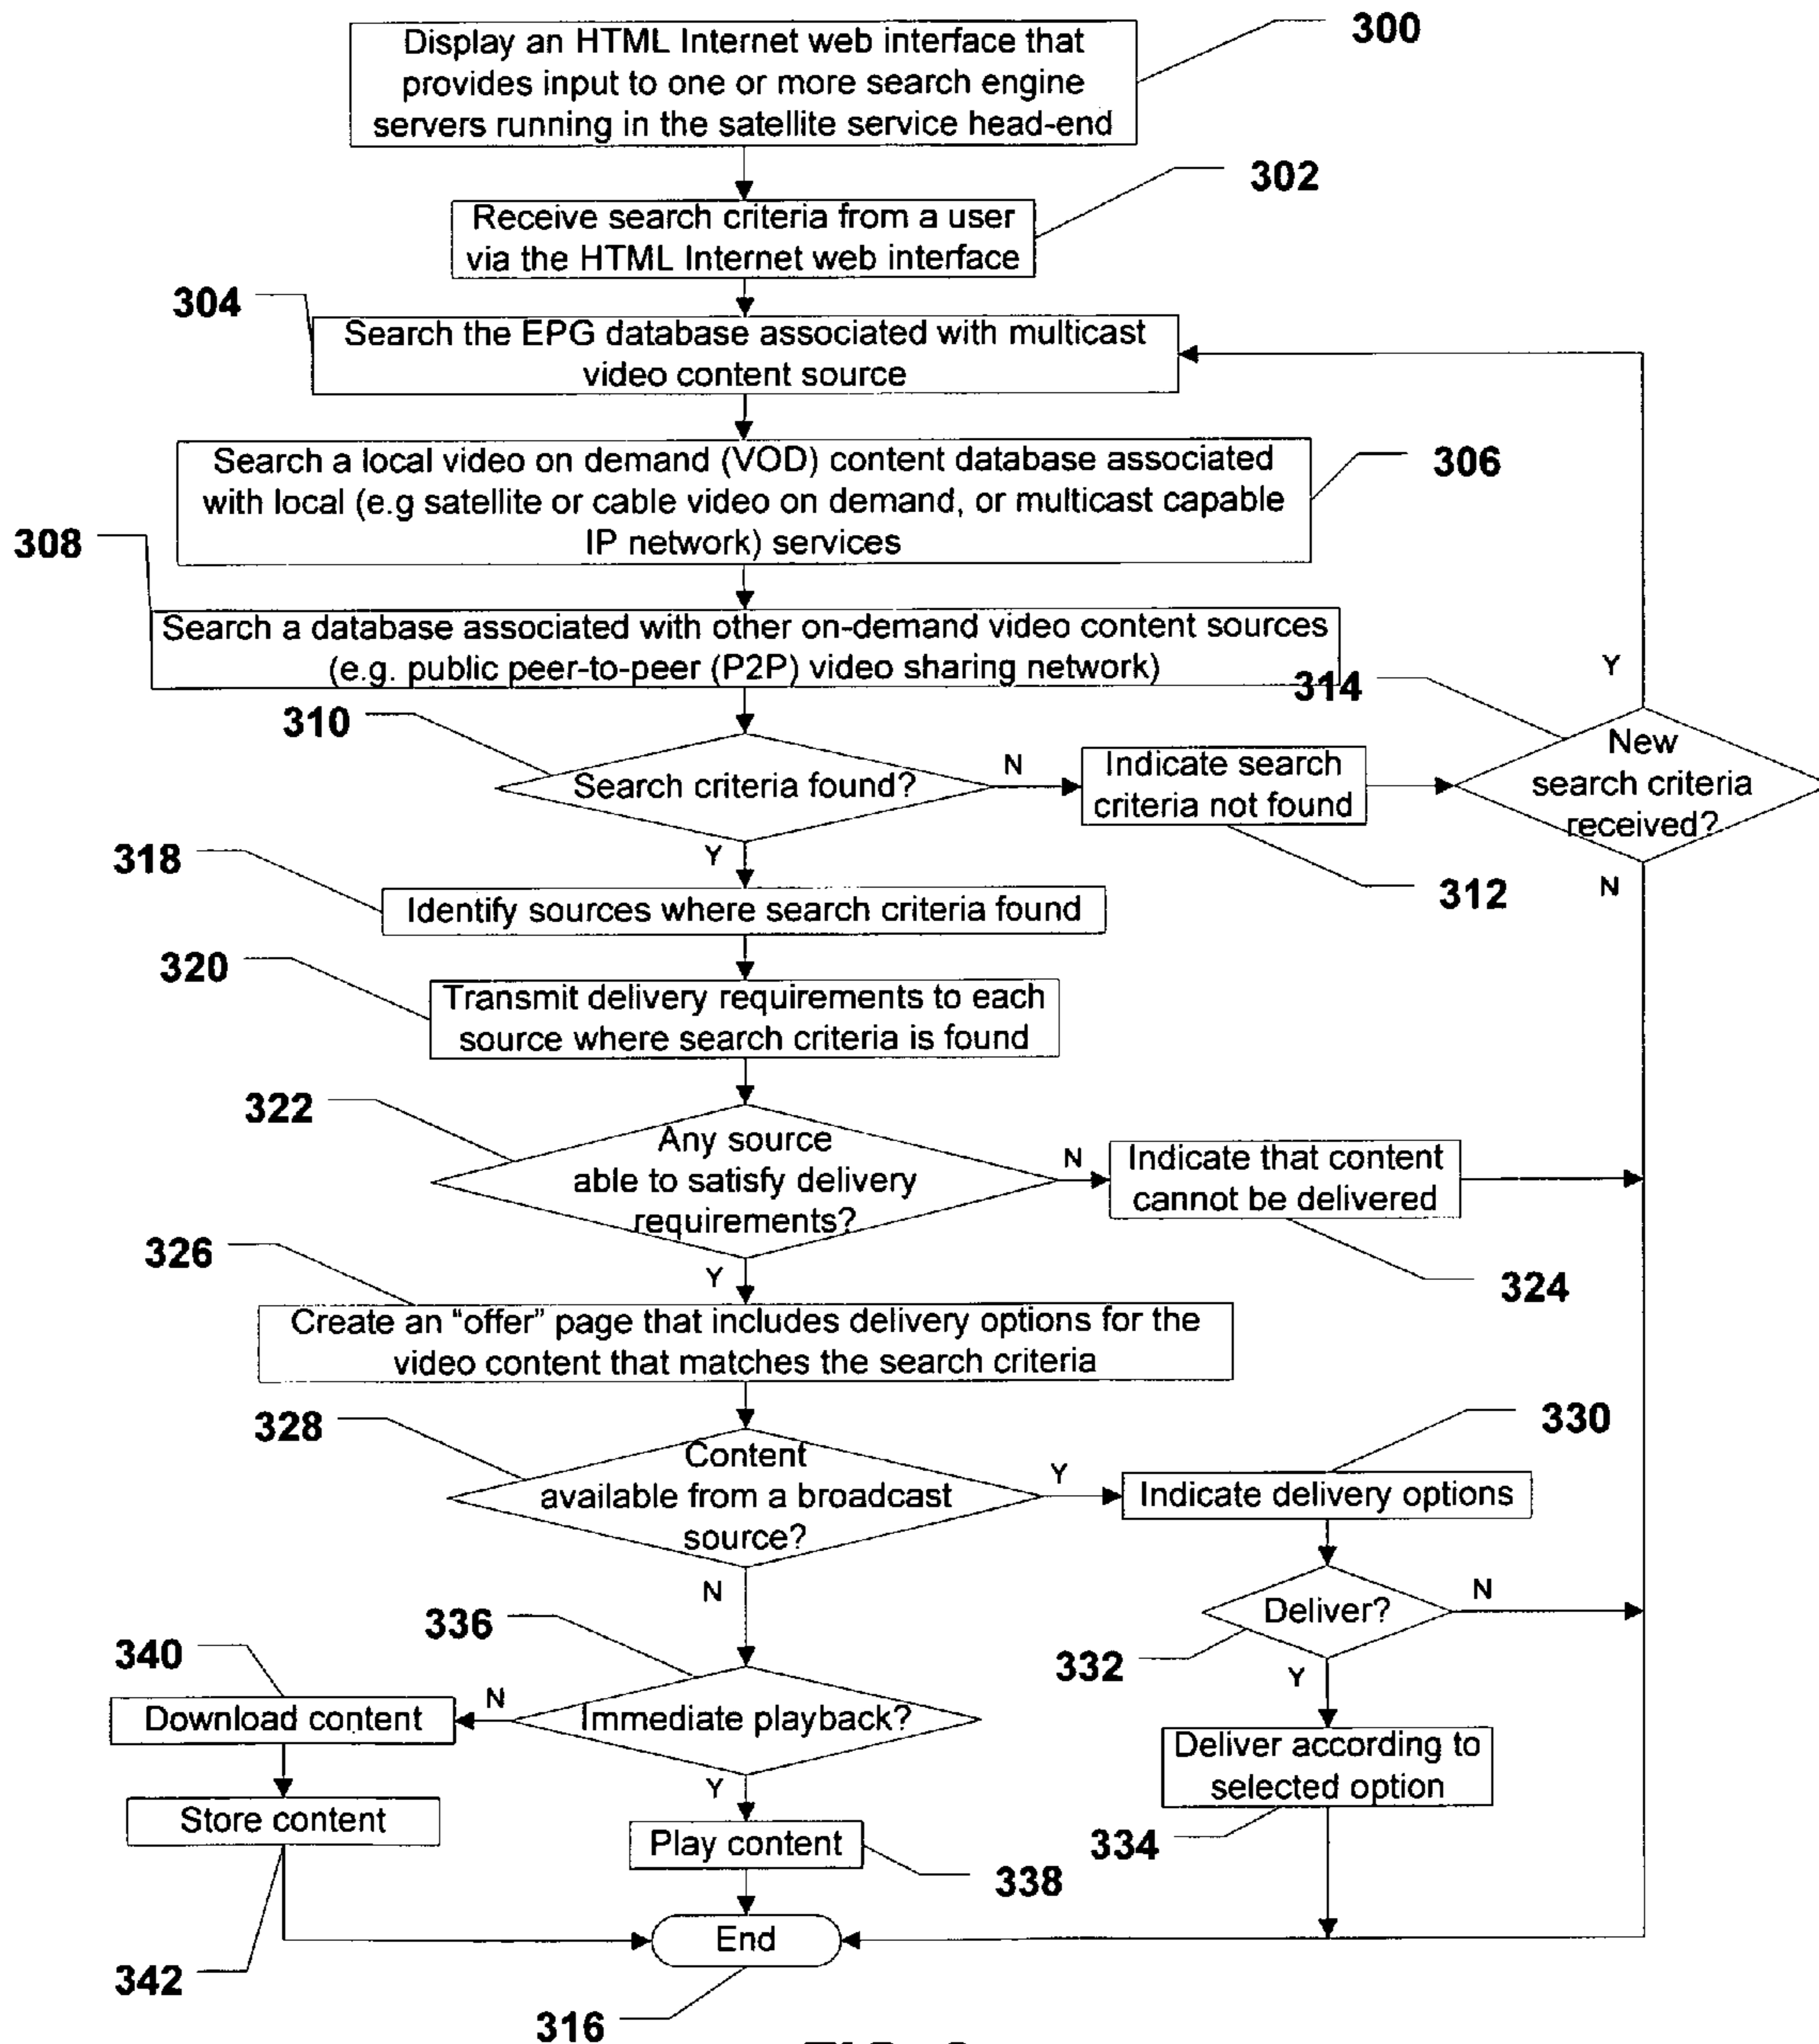 300
Display an HTML Internet web interface that
provides input to one or more search engine
servers running in the satellite service head-end
302
Receive search criteria from a user
via the HTML Internet web interface
304
Search the EPG database associated with multicast
video content source
306
Search a local video on demand (VOD) content database associated
with local (e.g satellite or cable video on demand, or multicast capable
IP network) services
308
Search a database associated with other on-demand video content sources
(e.g. public peer-to-peer (P2P) video sharing network)
310
Search criteria found?
N
Indicate search
criteria not found
312
314
New
search criteria
received?
Y
N
Y
318
Identify sources where search criteria found
320
Transmit delivery requirements to each
source where search criteria is found
322
Any source
able to satisfy delivery
requirements?
N
Indicate that content
cannot be delivered
324
Y
326
Create an “offer” page that includes delivery options for the
video content that matches the search criteria
328
Content
available from a broadcast
source?
Y
330
Indicate delivery options
N
332
Deliver?
N
Y
334
Deliver according to
selected option
336
Immediate playback?
N
340
Download content
Store content
342
Y
Play content
338
End
316